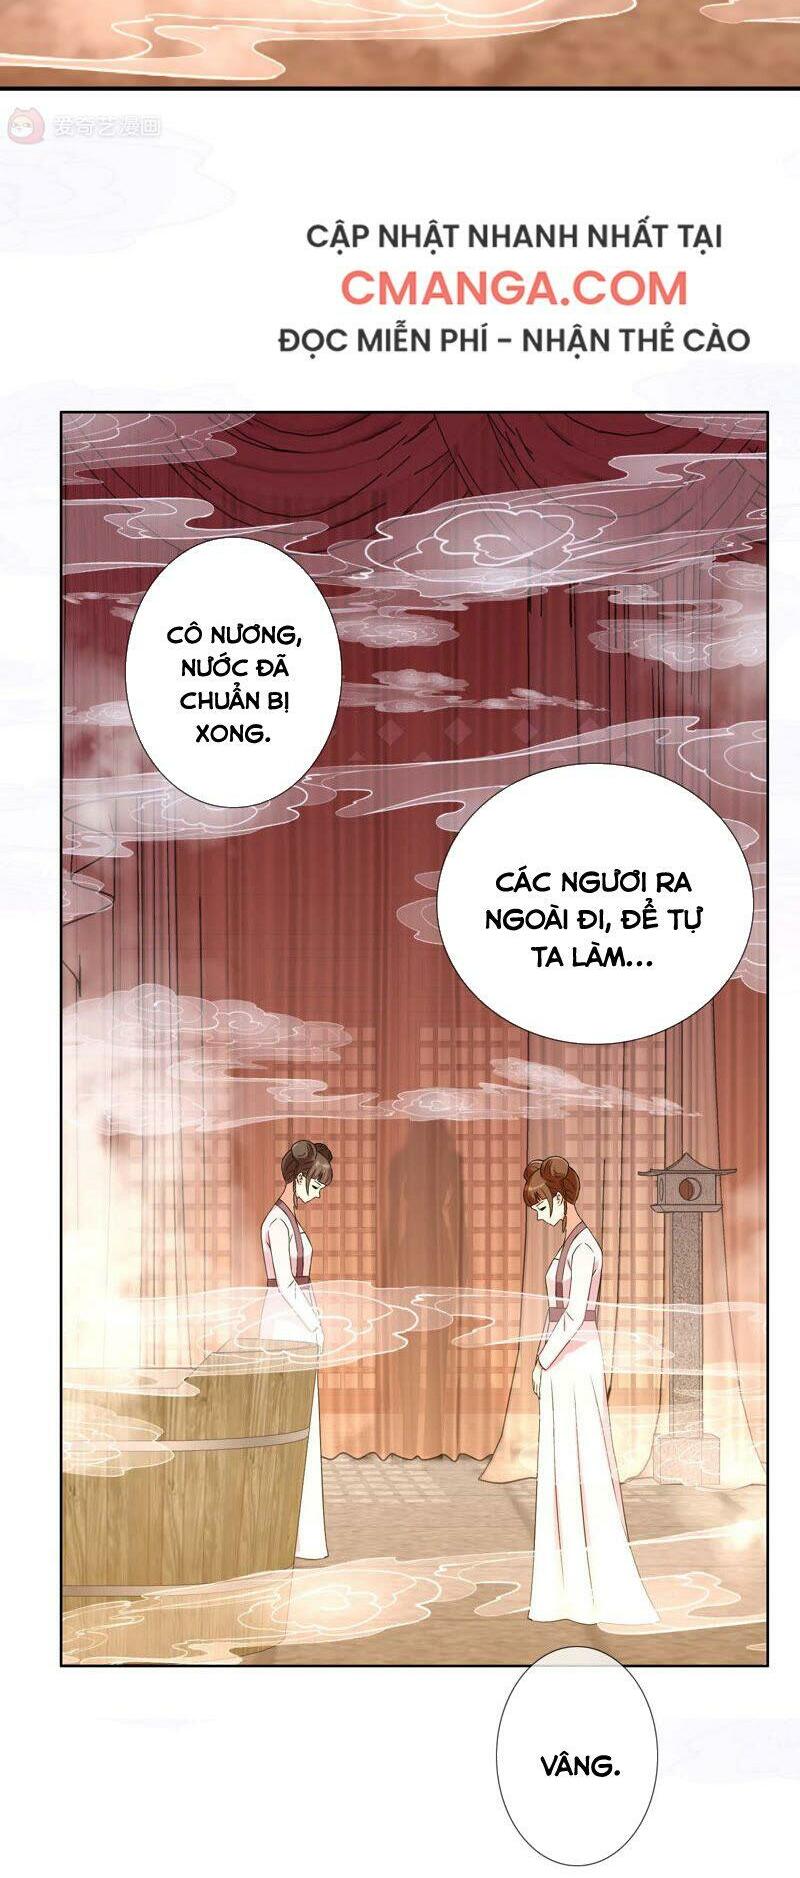 爱奇艺漫画
CẬP NHẬT NHANH NHẤT TẠI
CMANGA.COM
ĐỌC MIỄN PHÍ - NHẬN THẺ CÀO
CÔ NƯƠNG,
NƯỚC ĐÃ
CHUẨN BỊ
XONG.
CÁC NGƯƠI RA
NGOÀI ĐI, ĐỂ TỰ
TA LÀM...
VÂNG.